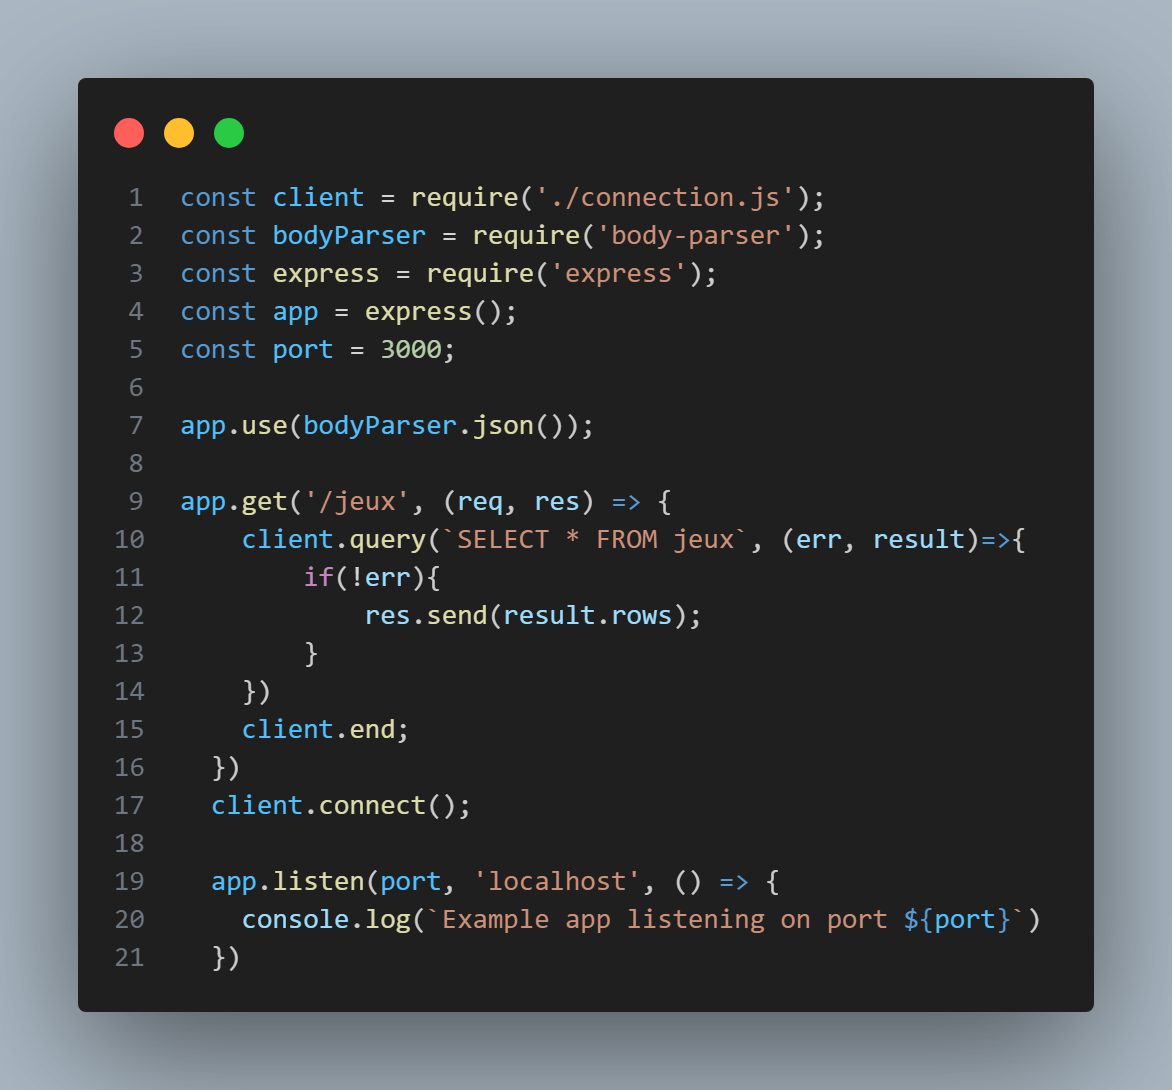 1 const client = require('./connection.js');
2 const bodyParser = require('body-parser');
3 const express = require('express');
4 const app = express();
5 const port = 3000;
6
7 app.use(bodyParser.json());
8
9 app.get('/jeux', (req, res) => {
10     client.query(`SELECT * FROM jeux`, (err, result)=>{
11         if(!err){
12             res.send(result.rows);
13         }
14     })
15     client.end;
16   })
17   client.connect();
18
19   app.listen(port, 'localhost', () => {
20     console.log(`Example app listening on port ${port}`)
21   })